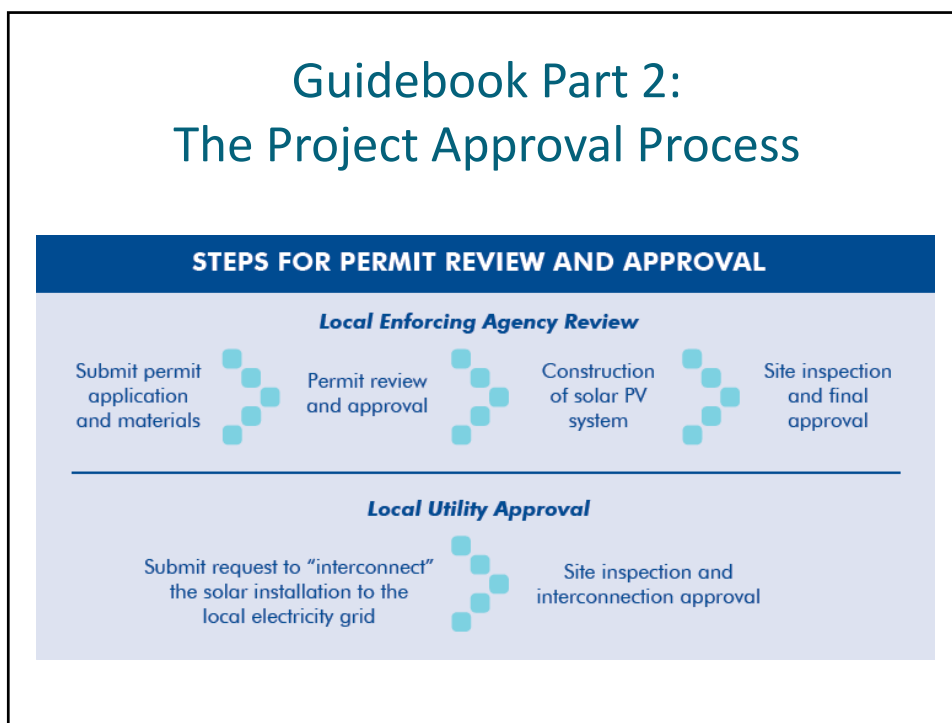 Guidebook Part 2:
The Project Approval Process
STEPS FOR PERMIT REVIEW AND APPROVAL
Local Enforcing Agency Review
Submit permit
application
and materials
Permit review
and approval
Construction
of solar PV
system
Site inspection
and final
approval
Local Utility Approval
Submit request to “interconnect”
the solar installation to the
local electricity grid
Site inspection and
interconnection approval